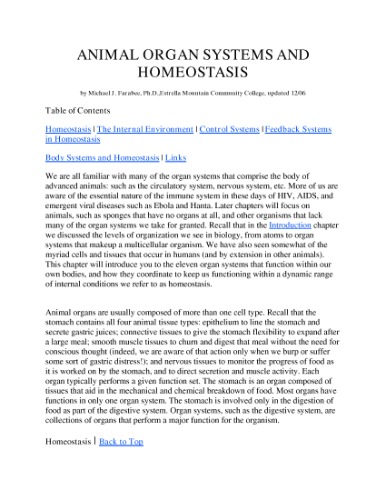 ANIMAL ORGAN SYSTEMS AND
HOMEOSTASIS
by Michael J. Farabee, Ph.D.,Estrella Mountain Community College, updated 12/06
Table of Contents
Homeostasis | The Internal Environment | Control Systems | Feedback Systems
in Homeostasis
Body Systems and Homeostasis | Links
We are all familiar with many of the organ systems that comprise the body of
advanced animals: such as the circulatory system, nervous system, etc. More of us are
aware of the essential nature of the immune system in these days of HIV, AIDS, and
emergent viral diseases such as Ebola and Hanta. Later chapters will focus on
animals, such as sponges that have no organs at all, and other organisms that lack
many of the organ systems we take for granted. Recall that in the Introduction chapter
we discussed the levels of organization we see in biology, from atoms to organ
systems that makeup a multicellular organism. We have also seen somewhat of the
myriad cells and tissues that occur in humans (and by extension in other animals).
This chapter will introduce you to the eleven organ systems that function within our
own bodies, and how they coordinate to keep us functioning within a dynamic range
of internal conditions we refer to as homeostasis.
Animal organs are usually composed of more than one cell type. Recall that the
stomach contains all four animal tissue types: epithelium to line the stomach and
secrete gastric juices; connective tissues to give the stomach flexibility to expand after
a large meal; smooth muscle tissues to churn and digest that meal without the need for
conscious thought (indeed, we are aware of that action only when we burp or suffer
some sort of gastric distress!); and nervous tissues to monitor the progress of food as
it is worked on by the stomach, and to direct secretion and muscle activity. Each
organ typically performs a given function set. The stomach is an organ composed of
tissues that aid in the mechanical and chemical breakdown of food. Most organs have
functions in only one organ system. The stomach is involved only in the digestion of
food as part of the digestive system. Organ systems, such as the digestive system, are
collections of organs that perform a major function for the organism.
Homeostasis | Back to Top